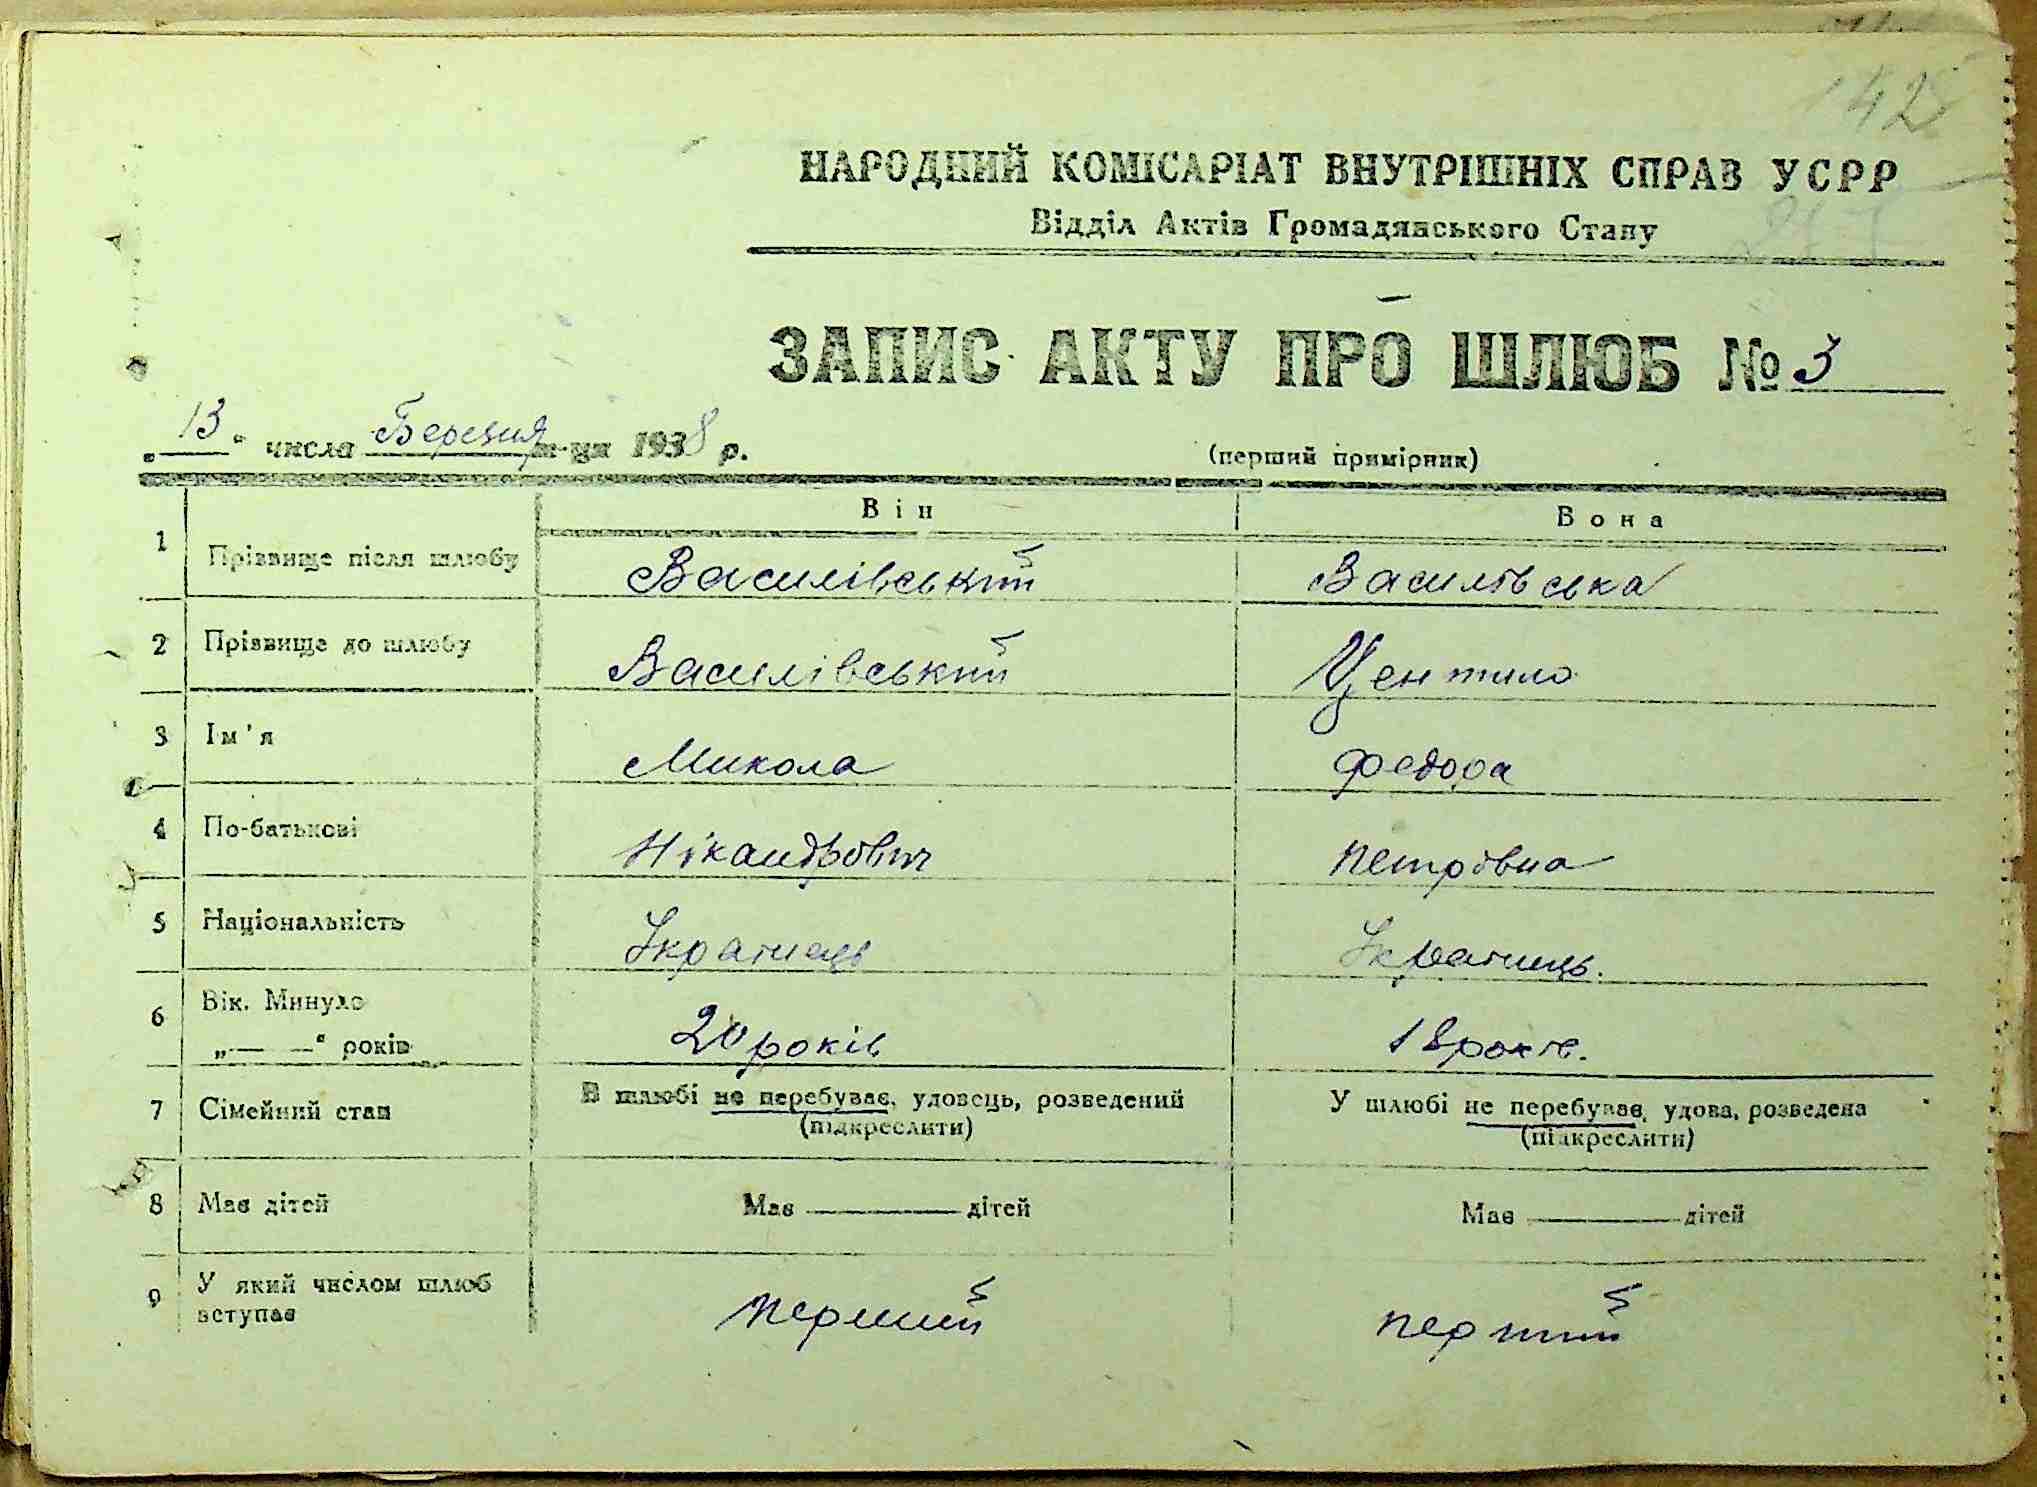 142
НАРОДНИЙ КОМІСАРІАТ ВНУТРІШНІХ СПРАВ УСРР
Відділ Актів Громадянського Стану
ЗАПИС АКТУ ПРО ШЛЮБ № 3
„13“ числа Березня м-ця 1938 р.
(перший примірник)
Він Вона
1 Прізвище після шлюбу Василівський Василівська
2 Прізвище до шлюбу Василівський Центило
3 Ім'я Микола Федора
4 По-батькові Нікандрович Петрівна
5 Національність Українець Українець.
6 Вік. Минуло
„— —“ років 20 років 18 років.
7 Сімейний стан В шлюбі не перебуває, удовець, розведений У шлюбі не перебуває, удова, розведена
(підкреслити) (підкреслити)
8 Має дітей Має — дітей Має — дітей
9 У який числом шлюб
вступає перший перший